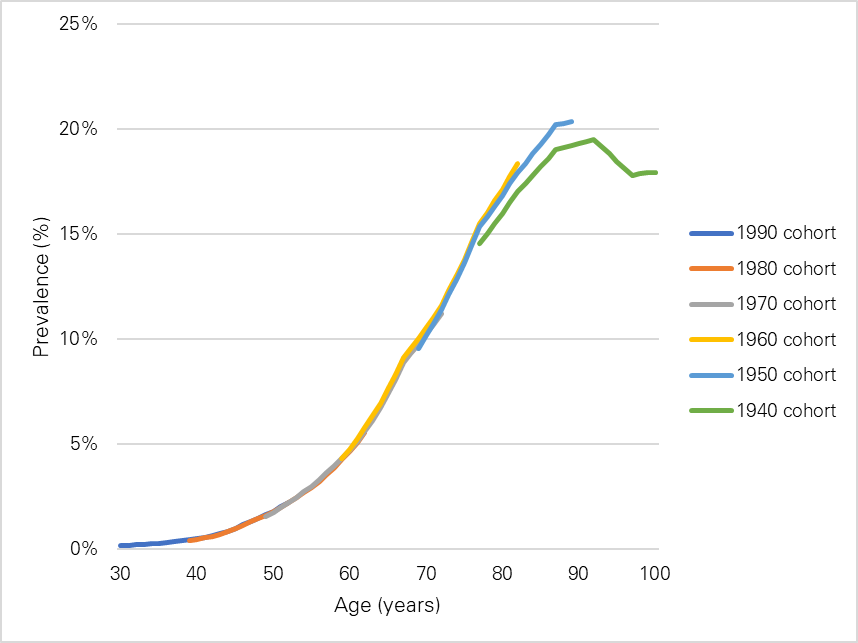 25%
20%
15%
10%
5%
0%
Prevalence (%)
30 40 50 60 70 80 90 100
Age (years)
1990 cohort
1980 cohort
1970 cohort
1960 cohort
1950 cohort
1940 cohort